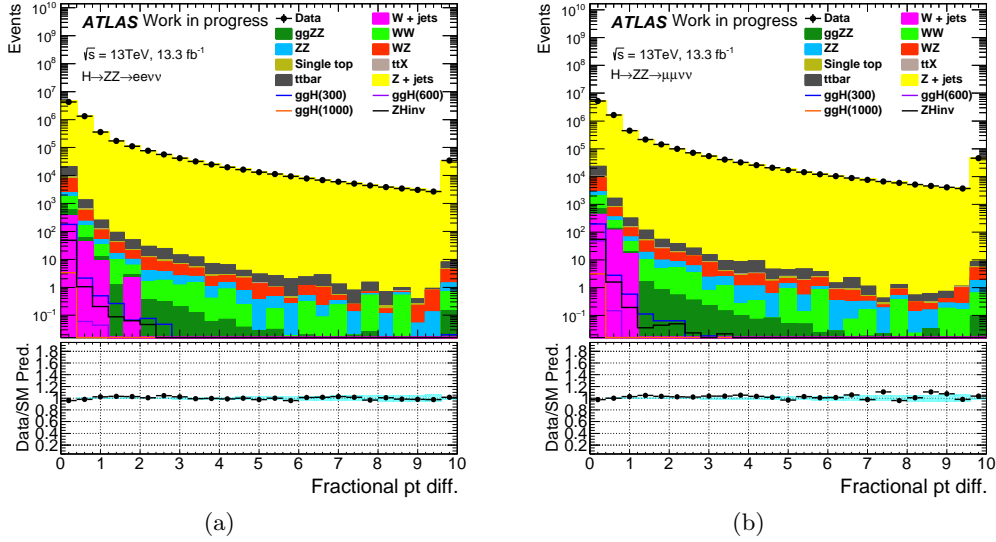 Events
10¹⁰
10⁹
10⁸
10⁷
10⁶
10⁵
10⁴
10³
10²
10
1
10⁻¹
ATLAS Work in progress
√s = 13TeV, 13.3 fb⁻¹
H→ZZ→eeνν
Data
W + jets
ggZZ
WW
ZZ
WZ
Single top
ttX
ttbar
Z + jets
ggH(300)
ggH(600)
ggH(1000)
ZHinv
Data/SM Pred.
1.8
1.6
1.4
1.2
1
0.8
0.6
0.4
0.2
0 1 2 3 4 5 6 7 8 9 10
Fractional pt diff.
(a)
Events
10¹⁰
10⁹
10⁸
10⁷
10⁶
10⁵
10⁴
10³
10²
10
1
10⁻¹
ATLAS Work in progress
√s = 13TeV, 13.3 fb⁻¹
H→ZZ→μμνν
Data
W + jets
ggZZ
WW
ZZ
WZ
Single top
ttX
ttbar
Z + jets
ggH(300)
ggH(600)
ggH(1000)
ZHinv
Data/SM Pred.
1.8
1.6
1.4
1.2
1
0.8
0.6
0.4
0.2
0 1 2 3 4 5 6 7 8 9 10
Fractional pt diff.
(b)